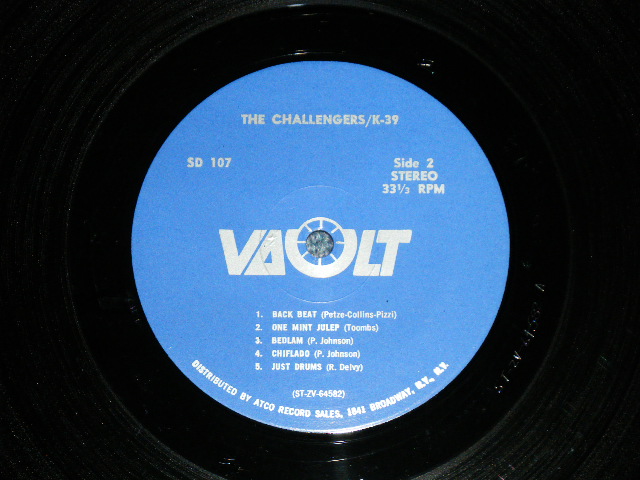 THE CHALLENGERS/K-39
SD 107
Side 2
STEREO
33⅓ RPM
VAULT
1. BACK BEAT (Petze-Collins-Pizzi)
2. ONE MINT JULEP (Toombs)
3. BEDLAM (P. Johnson)
4. CHIFLADO (P. Johnson)
5. JUST DRUMS (R. Delvy)
(ST-ZV-64582)
DISTRIBUTED BY ATCO RECORD SALES, 1841 BROADWAY, N.Y., N.Y.